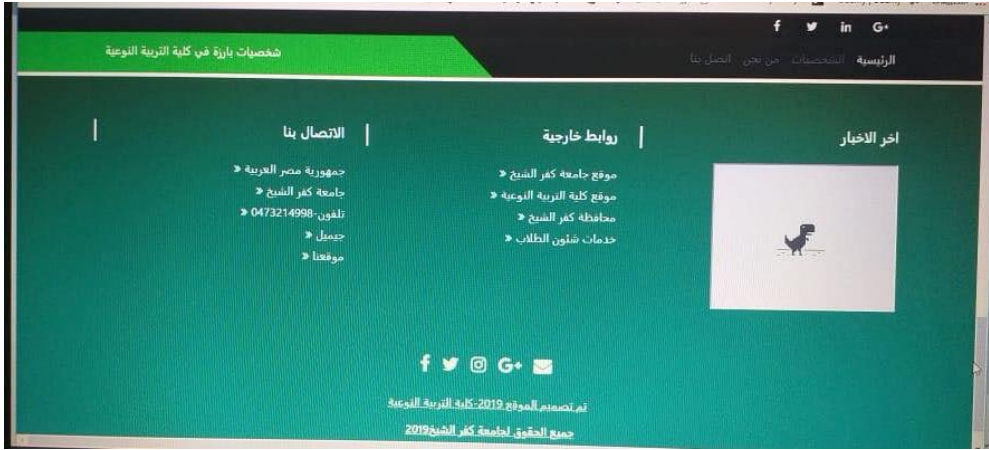 f in G+
الرئيسية الشخصيات من نحن اتصل بنا
شخصيات بارزة في كلية التربية النوعية
اخر الاخبار
روابط خارجية
موقع جامعة كفر الشيخ »
موقع كلية التربية النوعية »
محافظة كفر الشيخ »
خدمات شئون الطلاب »
الاتصال بنا
جمهورية مصر العربية »
جامعة كفر الشيخ »
تلفون-0473214998 »
جيميل »
موقعنا »
f G+
تم تصميم الموقع 2019-كلية التربية النوعية
جميع الحقوق لجامعة كفر الشيخ2019